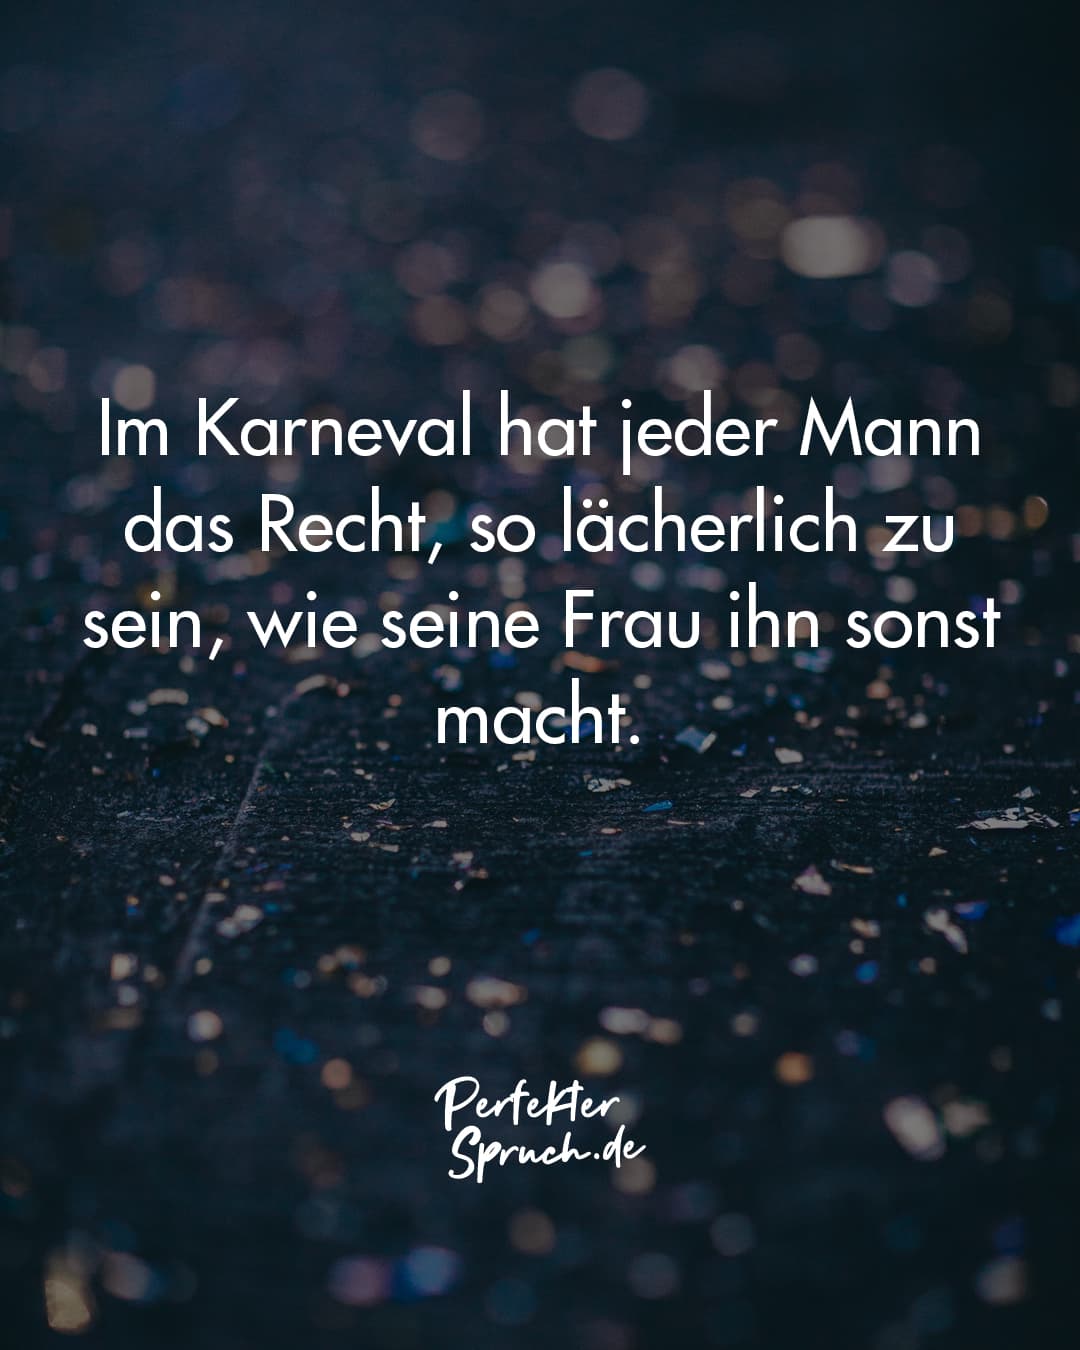 Im Karneval hat jeder Mann
das Recht, so lächerlich zu
sein, wie seine Frau ihn sonst
macht.
Perfekter
Spruch.de